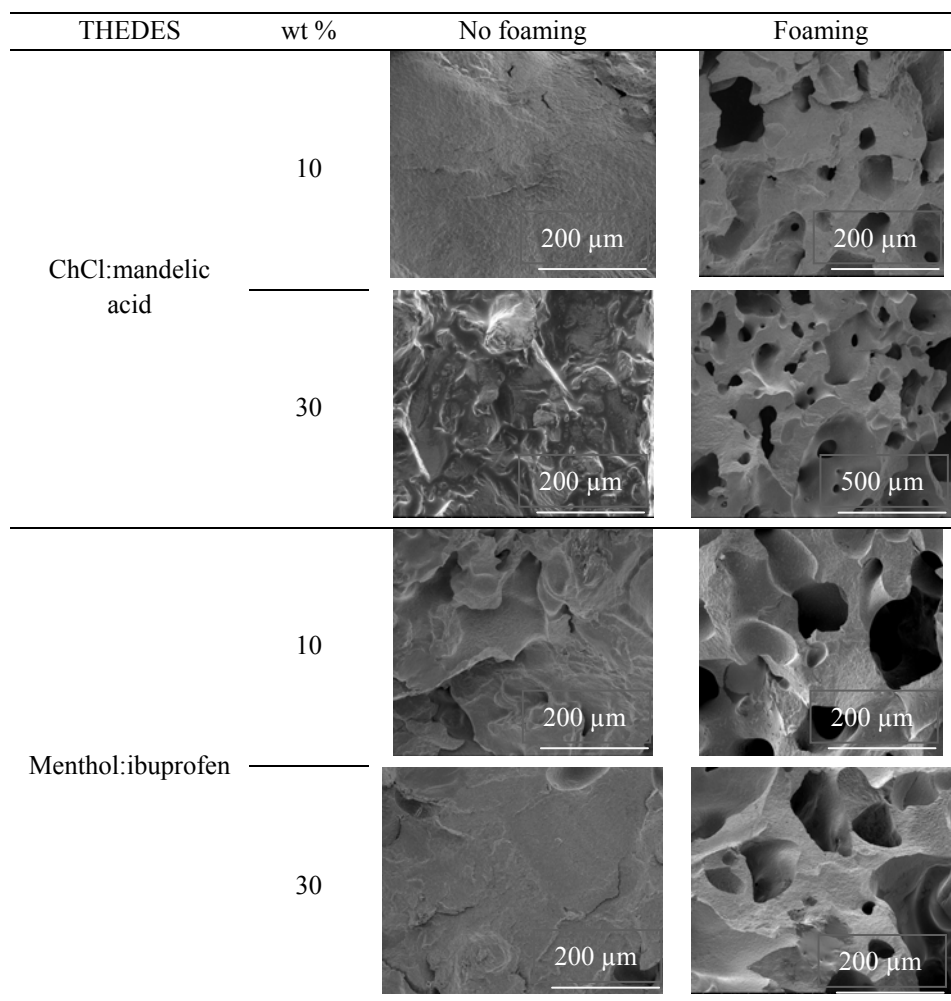 THEDES wt % No foaming Foaming
10
200 µm 200 µm
ChCl:mandelic
acid
30
200 µm 500 µm
10
200 µm 200 µm
Menthol:ibuprofen
30
200 µm 200 µm